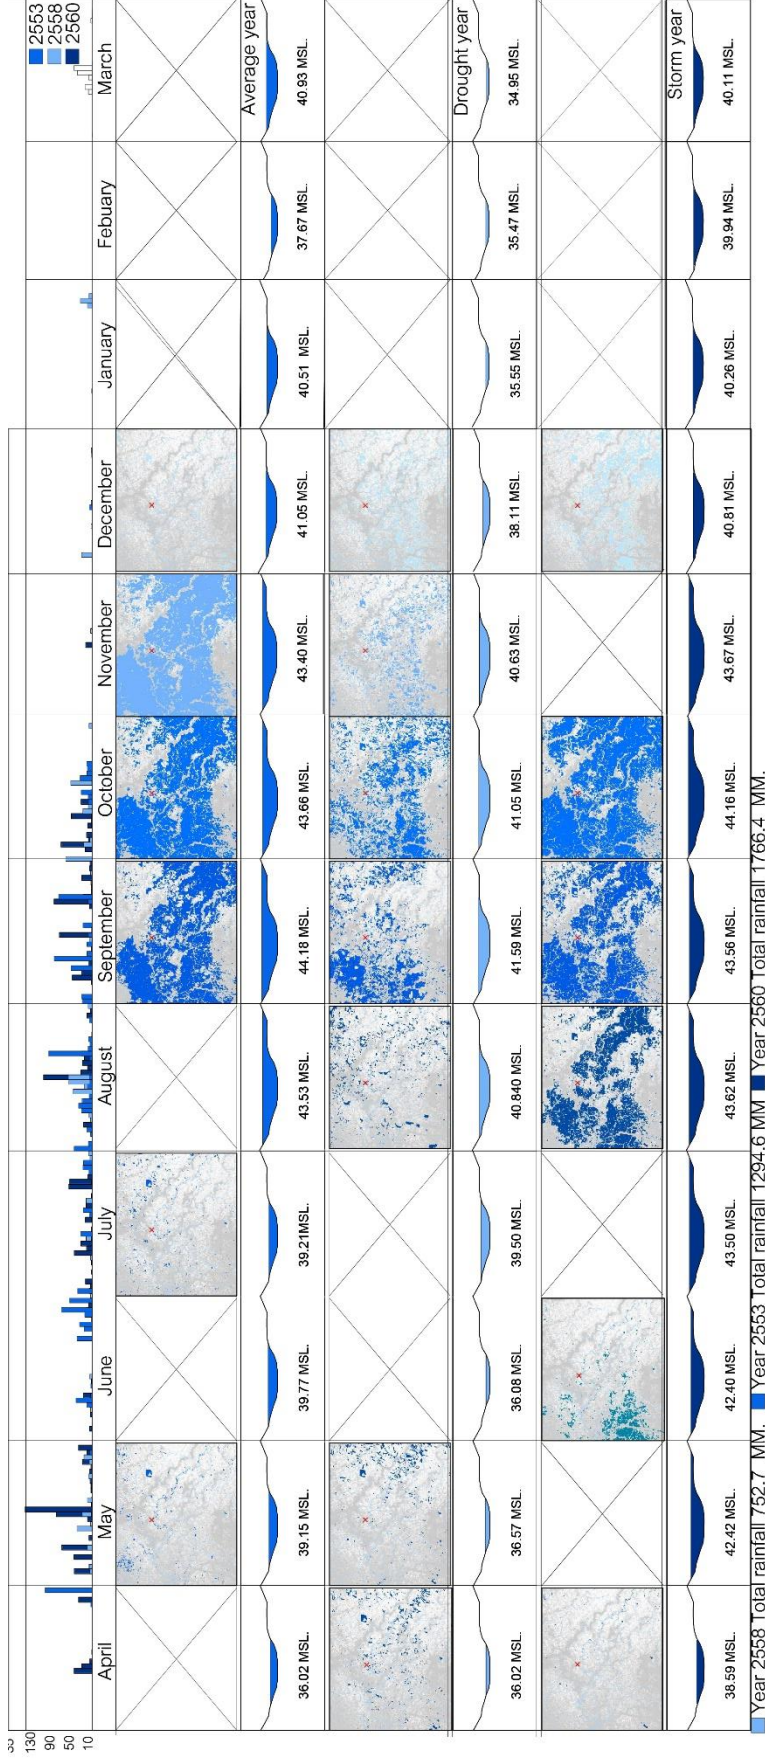 2553
2558
2560
130
90
50
10
April May June July August September October November December January Febuary March
Average year
36.02 MSL. 39.15 MSL. 39.77 MSL. 39.21MSL. 43.53 MSL. 44.18 MSL. 43.66 MSL. 43.40 MSL. 41.05 MSL. 40.51 MSL. 37.67 MSL. 40.93 MSL.
Drought year
36.02 MSL. 36.57 MSL. 36.08 MSL. 39.50 MSL. 40.840 MSL. 41.59 MSL. 41.05 MSL. 40.63 MSL. 38.11 MSL. 35.55 MSL. 35.47 MSL. 34.95 MSL.
Storm year
38.59 MSL. 42.42 MSL. 42.40 MSL. 43.50 MSL. 43.62 MSL. 43.56 MSL. 44.16 MSL. 43.67 MSL. 40.81 MSL. 40.26 MSL. 39.94 MSL. 40.11 MSL.
Year 2558 Total rainfall 752.7 MM. Year 2553 Total rainfall 1294.6 MM Year 2560 Total rainfall 1766.4 MM.